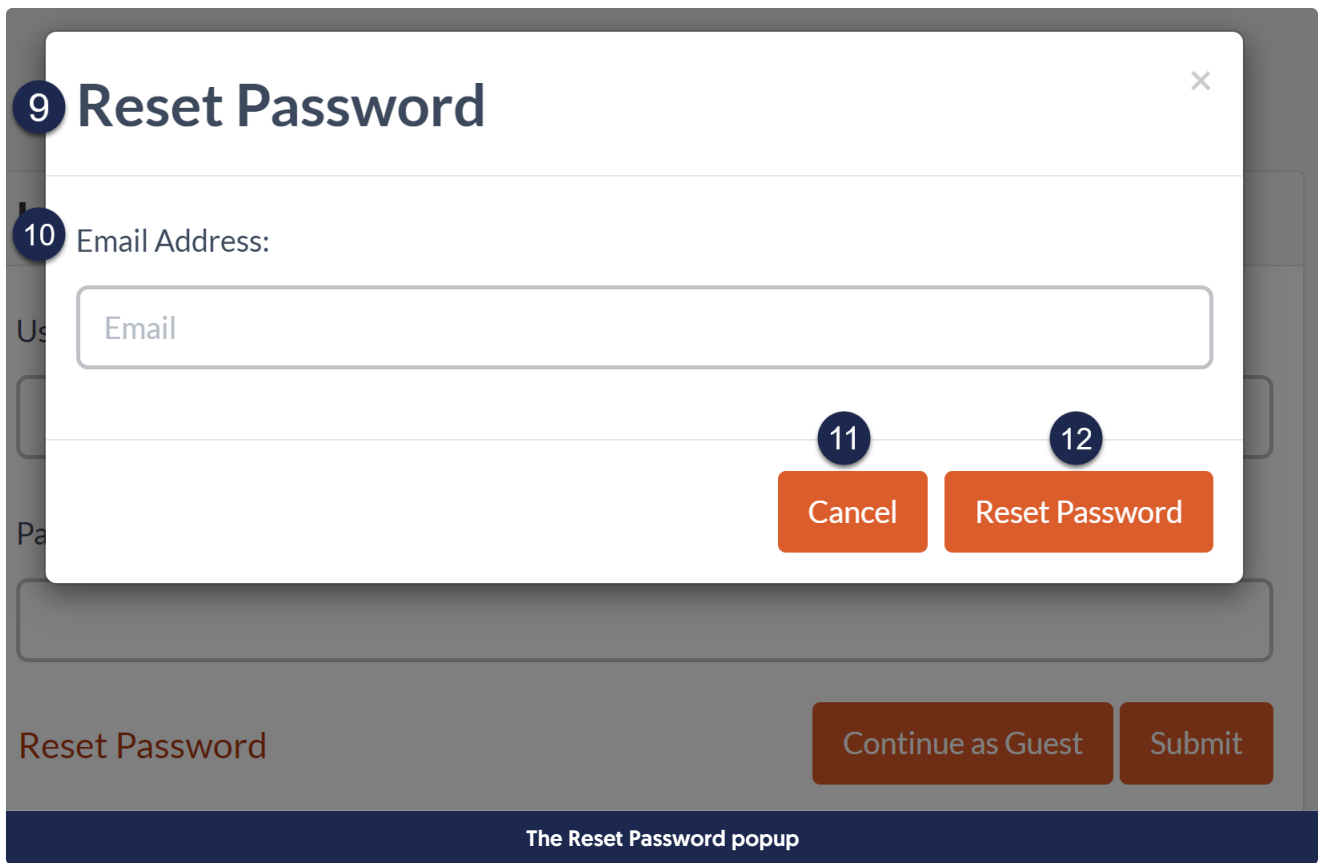 9 Reset Password ×
10 Email Address:
Us
Email
11 12
Cancel Reset Password
Pa
Reset Password Continue as Guest Submit
The Reset Password popup